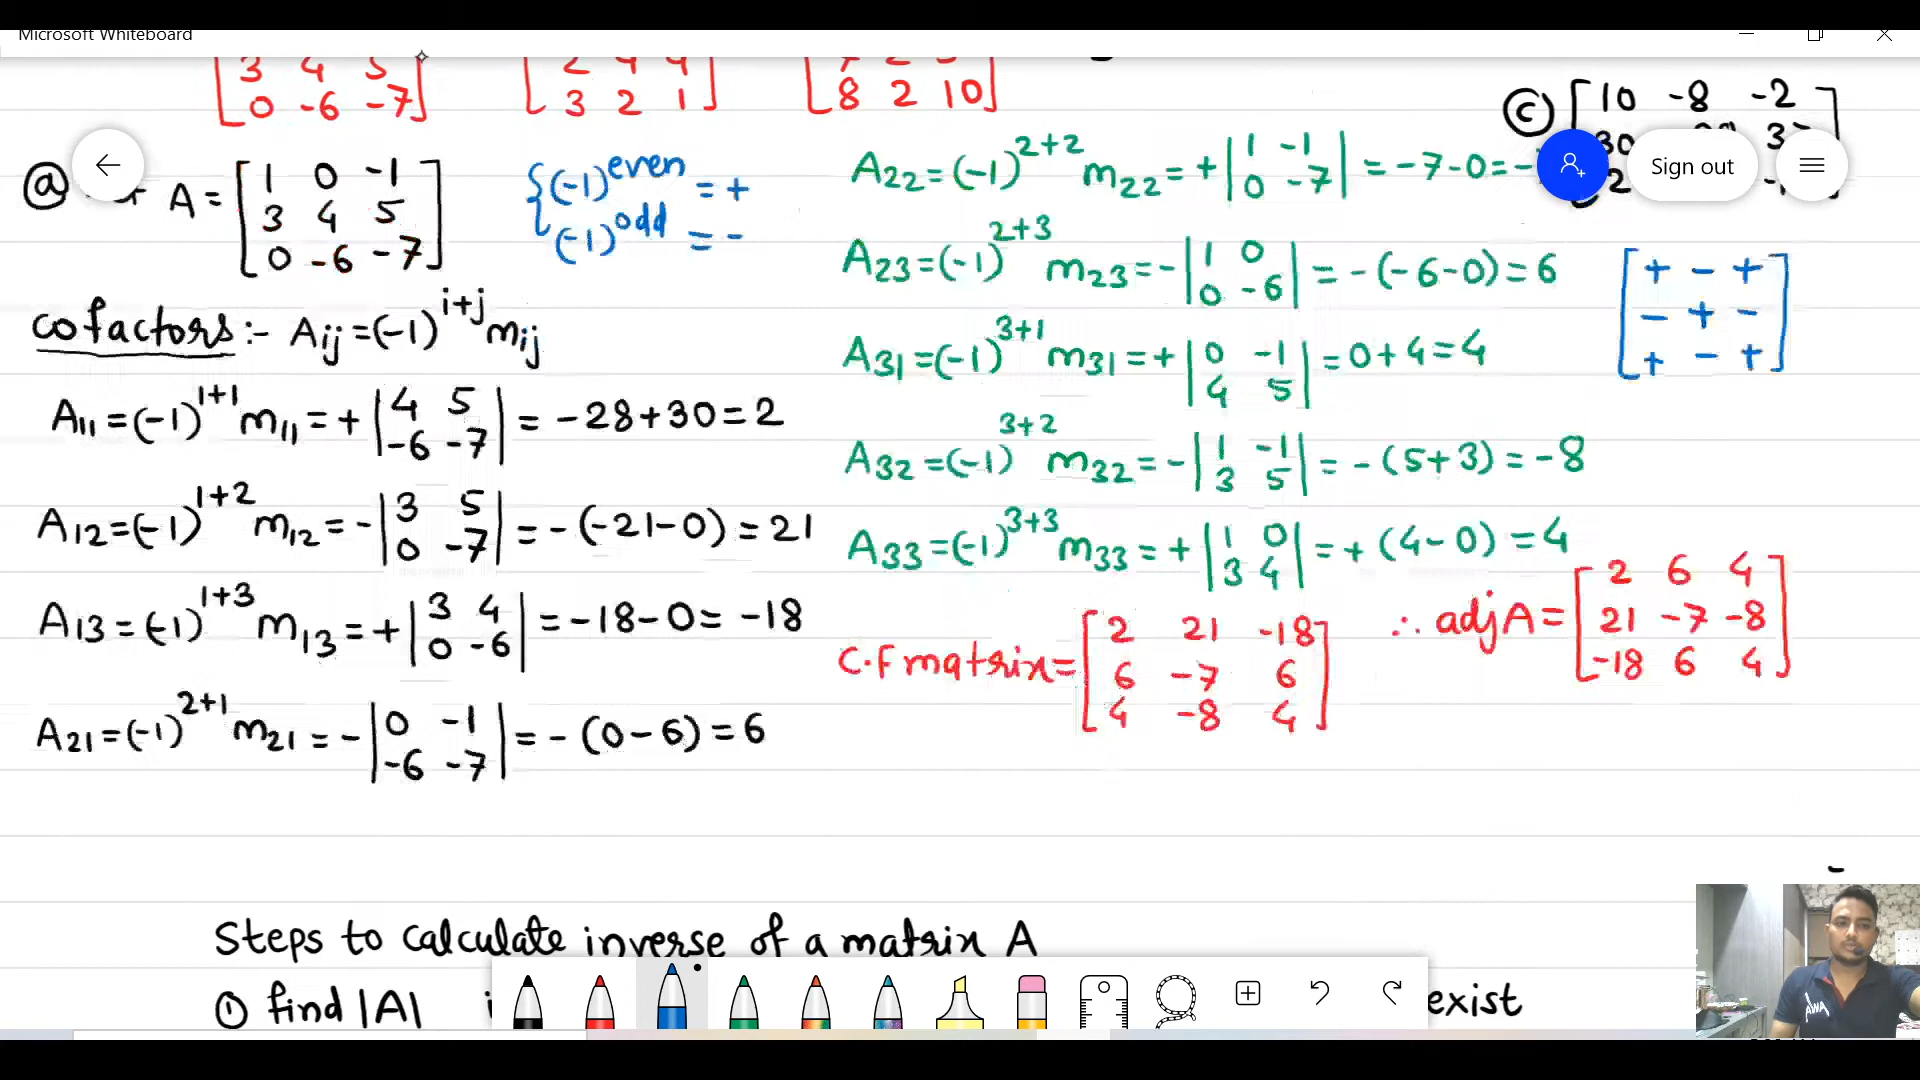 Microsoft Whiteboard
3 4 5
0 -6 -7
3 2 1
8 2 10
ⓒ 10 -8 -2
Sign out
ⓐ A = [1 0 -1
3 4 5
0 -6 -7]
{(-1)^even = +
(-1)^odd = -
cofactors :- Aij = (-1)^i+j mij
A11 = (-1)^1+1 m11 = + |4 5
-6 -7| = -28+30 = 2
A12 = (-1)^1+2 m12 = - |3 5
0 -7| = -(-21-0) = 21
A13 = (-1)^1+3 m13 = + |3 4
0 -6| = -18-0 = -18
A21 = (-1)^2+1 m21 = - |0 -1
-6 -7| = -(0-6) = 6
A22 = (-1)^2+2 m22 = + |1 -1
0 -7| = -7-0 = -
A23 = (-1)^2+3 m23 = - |1 0
0 -6| = -(-6-0) = 6
A31 = (-1)^3+1 m31 = + |0 -1
4 5| = 0+4 = 4
A32 = (-1)^3+2 m32 = - |1 -1
3 5| = -(5+3) = -8
A33 = (-1)^3+3 m33 = + |1 0
3 4| = +(4-0) = 4
[+ - +
- + -
+ - +]
C.F matrix = [2 21 -18
6 -7 6
4 -8 4]
∴ adj A = [2 6 4
21 -7 -8
-18 6 4]
Steps to calculate inverse of a matrix A
① find |A|
exist